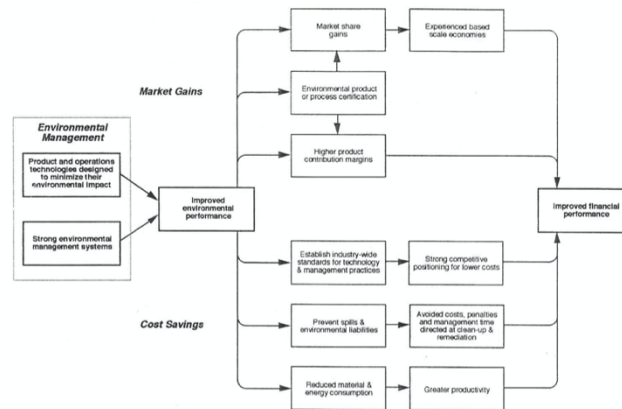 Market share
gains
Experienced based
scale economies
Market Gains
Environmental product
or process certification
Environmental
Management
Higher product
contribution margins
Product and operations
technologies designed
to minimize their
environmental impact
Improved
environmental
performance
Improved financial
performance
Strong environmental
management systems
Establish industry-wide
standards for technology
& management practices
Strong competitive
positioning for lower costs
Cost Savings
Prevent spills &
environmental liabilities
Avoided costs, penalties
and management time
directed at clean-up &
remediation
Reduced material &
energy consumption
Greater productivity